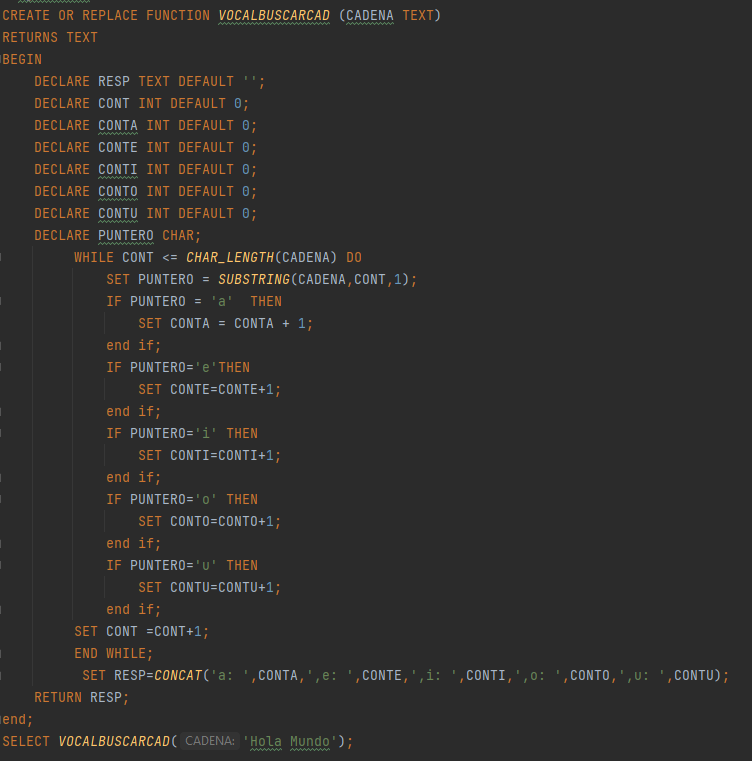 CREATE OR REPLACE FUNCTION VOCALBUSCARCAD (CADENA TEXT)
RETURNS TEXT
BEGIN
DECLARE RESP TEXT DEFAULT '';
DECLARE CONT INT DEFAULT 0;
DECLARE CONTA INT DEFAULT 0;
DECLARE CONTE INT DEFAULT 0;
DECLARE CONTI INT DEFAULT 0;
DECLARE CONTO INT DEFAULT 0;
DECLARE CONTU INT DEFAULT 0;
DECLARE PUNTERO CHAR;
WHILE CONT <= CHAR_LENGTH(CADENA) DO
SET PUNTERO = SUBSTRING(CADENA,CONT,1);
IF PUNTERO = 'a'  THEN
SET CONTA = CONTA + 1;
end if;
IF PUNTERO='e'THEN
SET CONTE=CONTE+1;
end if;
IF PUNTERO='i' THEN
SET CONTI=CONTI+1;
end if;
IF PUNTERO='o' THEN
SET CONTO=CONTO+1;
end if;
IF PUNTERO='u' THEN
SET CONTU=CONTU+1;
end if;
SET CONT =CONT+1;
END WHILE;
SET RESP=CONCAT('a: ',CONTA,',e: ',CONTE,',i: ',CONTI,',o: ',CONTO,',u: ',CONTU);
RETURN RESP;
end;
SELECT VOCALBUSCARCAD( CADENA: 'Hola Mundo');